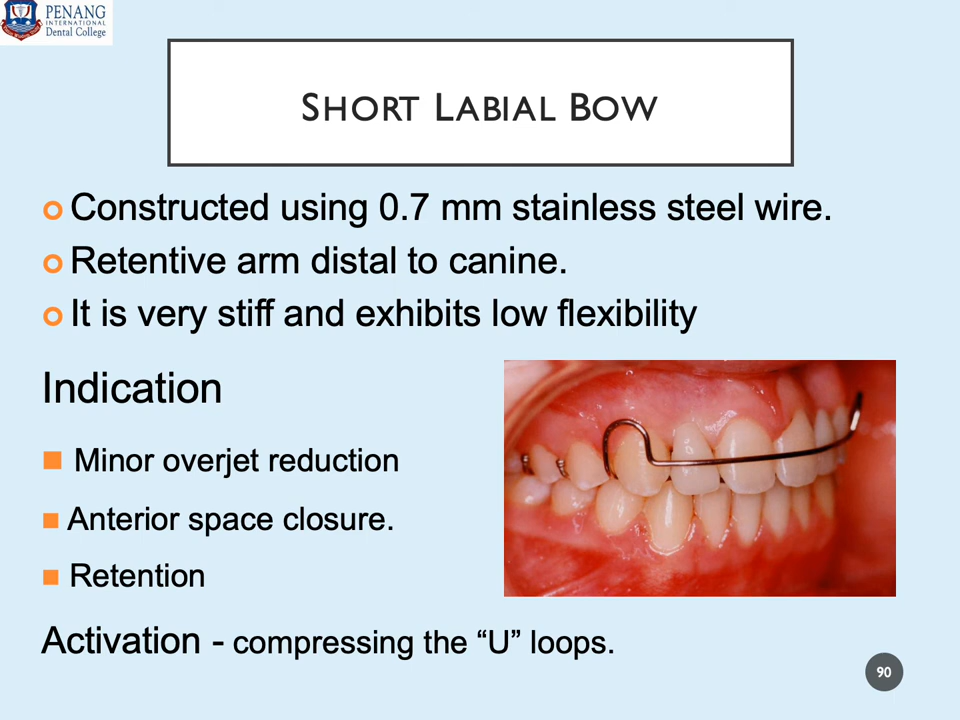 PENANG
INTERNATIONAL
Dental College
SHORT LABIAL BOW
Constructed using 0.7 mm stainless steel wire.
Retentive arm distal to canine.
It is very stiff and exhibits low flexibility
Indication
Minor overjet reduction
Anterior space closure.
Retention
Activation - compressing the “U” loops.
90